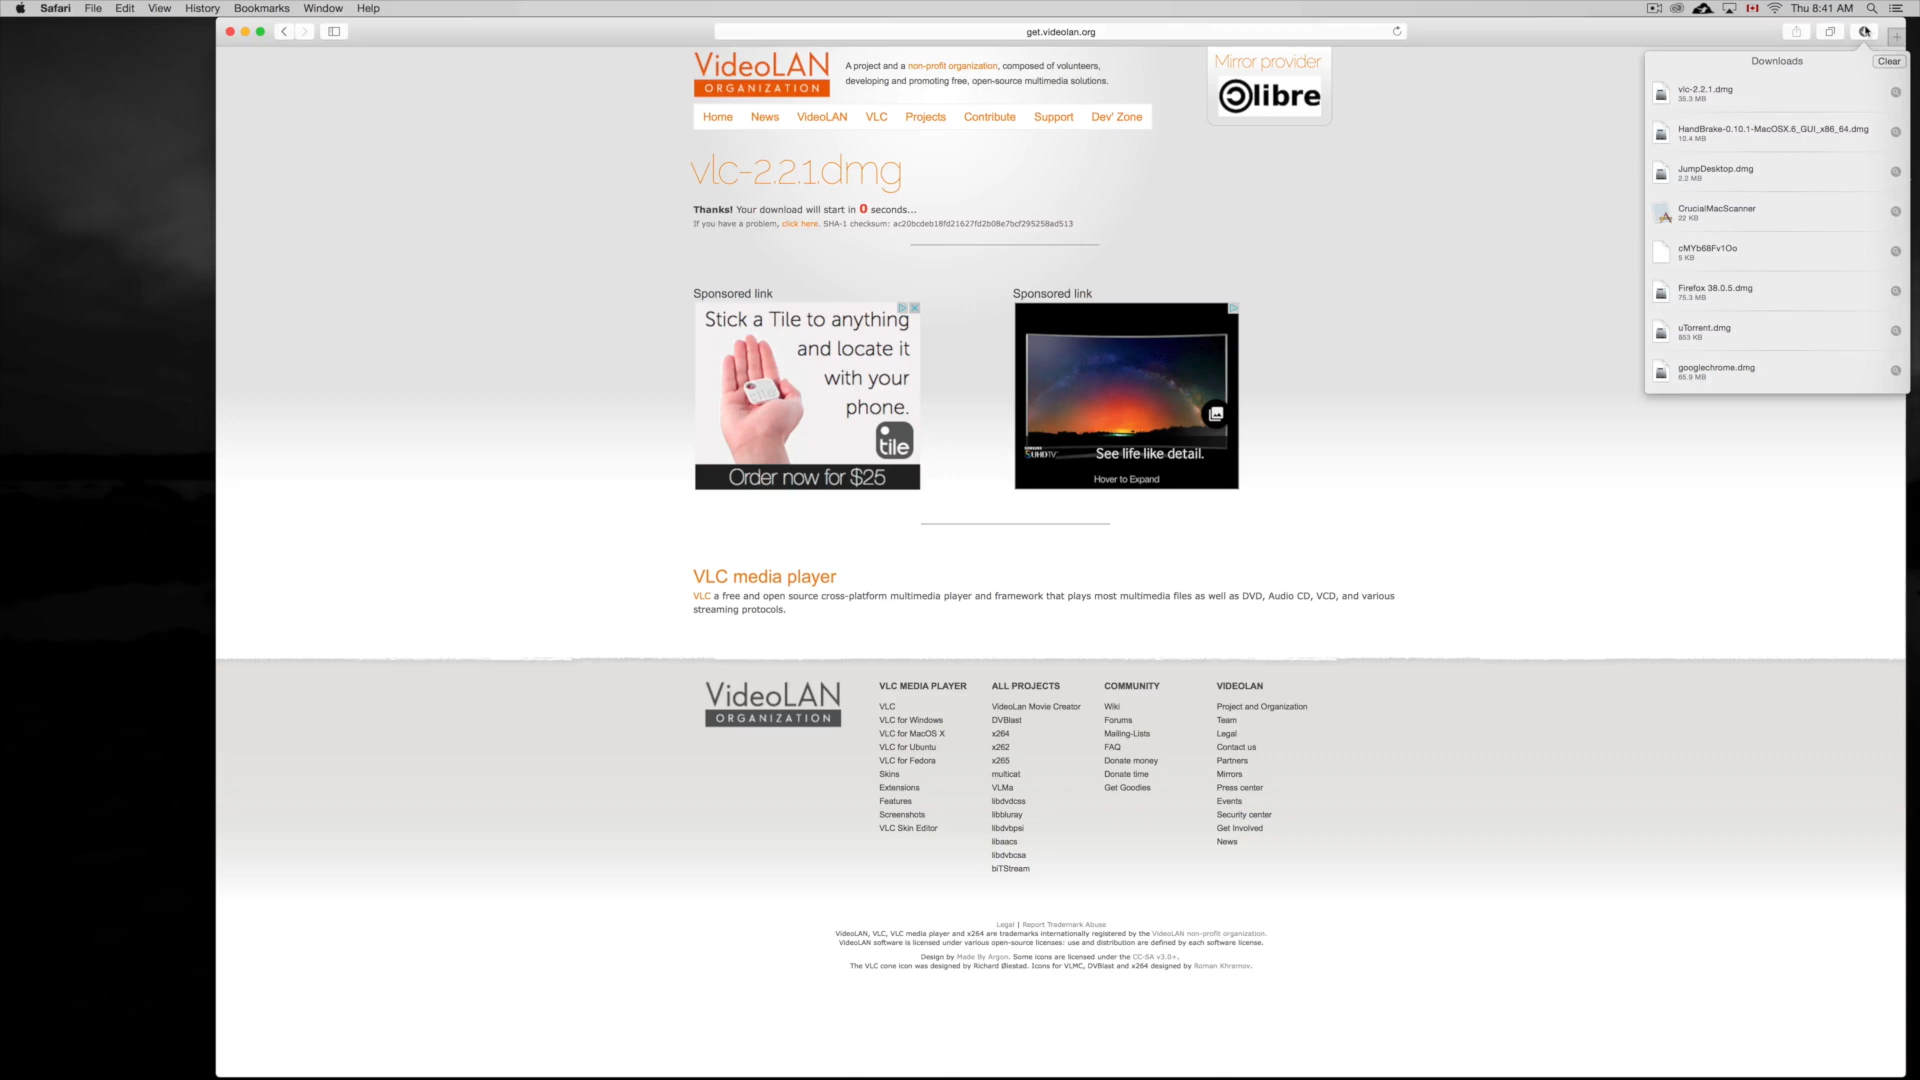 Safari File Edit View History Bookmarks Window Help
Thu 8:41 AM
get.videolan.org
VideoLAN
ORGANIZATION
A project and a non-profit organization, composed of volunteers,
developing and promoting free, open-source multimedia solutions.
Mirror provider
libre
Home News VideoLAN VLC Projects Contribute Support Dev' Zone
Downloads
Clear
vlc-2.2.1.dmg
35.3 MB
HandBrake-0.10.1-MacOSX.6_GUI_x86_64.dmg
10.4 MB
JumpDesktop.dmg
2.2 MB
CrucialMacScanner
22 KB
cMYb68Fv1Oo
5 KB
Firefox 38.0.5.dmg
75.3 MB
uTorrent.dmg
853 KB
googlechrome.dmg
65.9 MB
vlc-2.2.1.dmg
Thanks! Your download will start in 0 seconds...
If you have a problem, click here. SHA-1 checksum: ac20bcdeb18fd21627fd2b08e7bcf295258ad513
Sponsored link
Stick a Tile to anything
and locate it
with your
phone.
tile
tile
Order now for $25
Sponsored link
SAMSUNG
SUHDTV
See life like detail.
Hover to Expand
VLC media player
VLC a free and open source cross-platform multimedia player and framework that plays most multimedia files as well as DVD, Audio CD, VCD, and various
streaming protocols.
VideoLAN
ORGANIZATION
VLC MEDIA PLAYER
VLC
VLC for Windows
VLC for MacOS X
VLC for Ubuntu
VLC for Fedora
Skins
Extensions
Features
Screenshots
VLC Skin Editor
ALL PROJECTS
VideoLan Movie Creator
DVBlast
x264
x262
x265
multicat
VLMa
libdvdcss
libbluray
libdvbpsi
libaacs
libdvbcsa
biTStream
COMMUNITY
Wiki
Forums
Mailing-Lists
FAQ
Donate money
Donate time
Get Goodies
VIDEOLAN
Project and Organization
Team
Legal
Contact us
Partners
Mirrors
Press center
Events
Security center
Get Involved
News
Legal | Report Trademark Abuse
VideoLAN, VLC, VLC media player and x264 are trademarks internationally registered by the VideoLAN non-profit organization.
VideoLAN software is licensed under various open-source licenses: use and distribution are defined by each software license.
Design by Made By Argon. Some icons are licensed under the CC-SA v3.0+.
The VLC cone icon was designed by Richard Øiestad. Icons for VLMC, DVBlast and x264 designed by Roman Khramov.